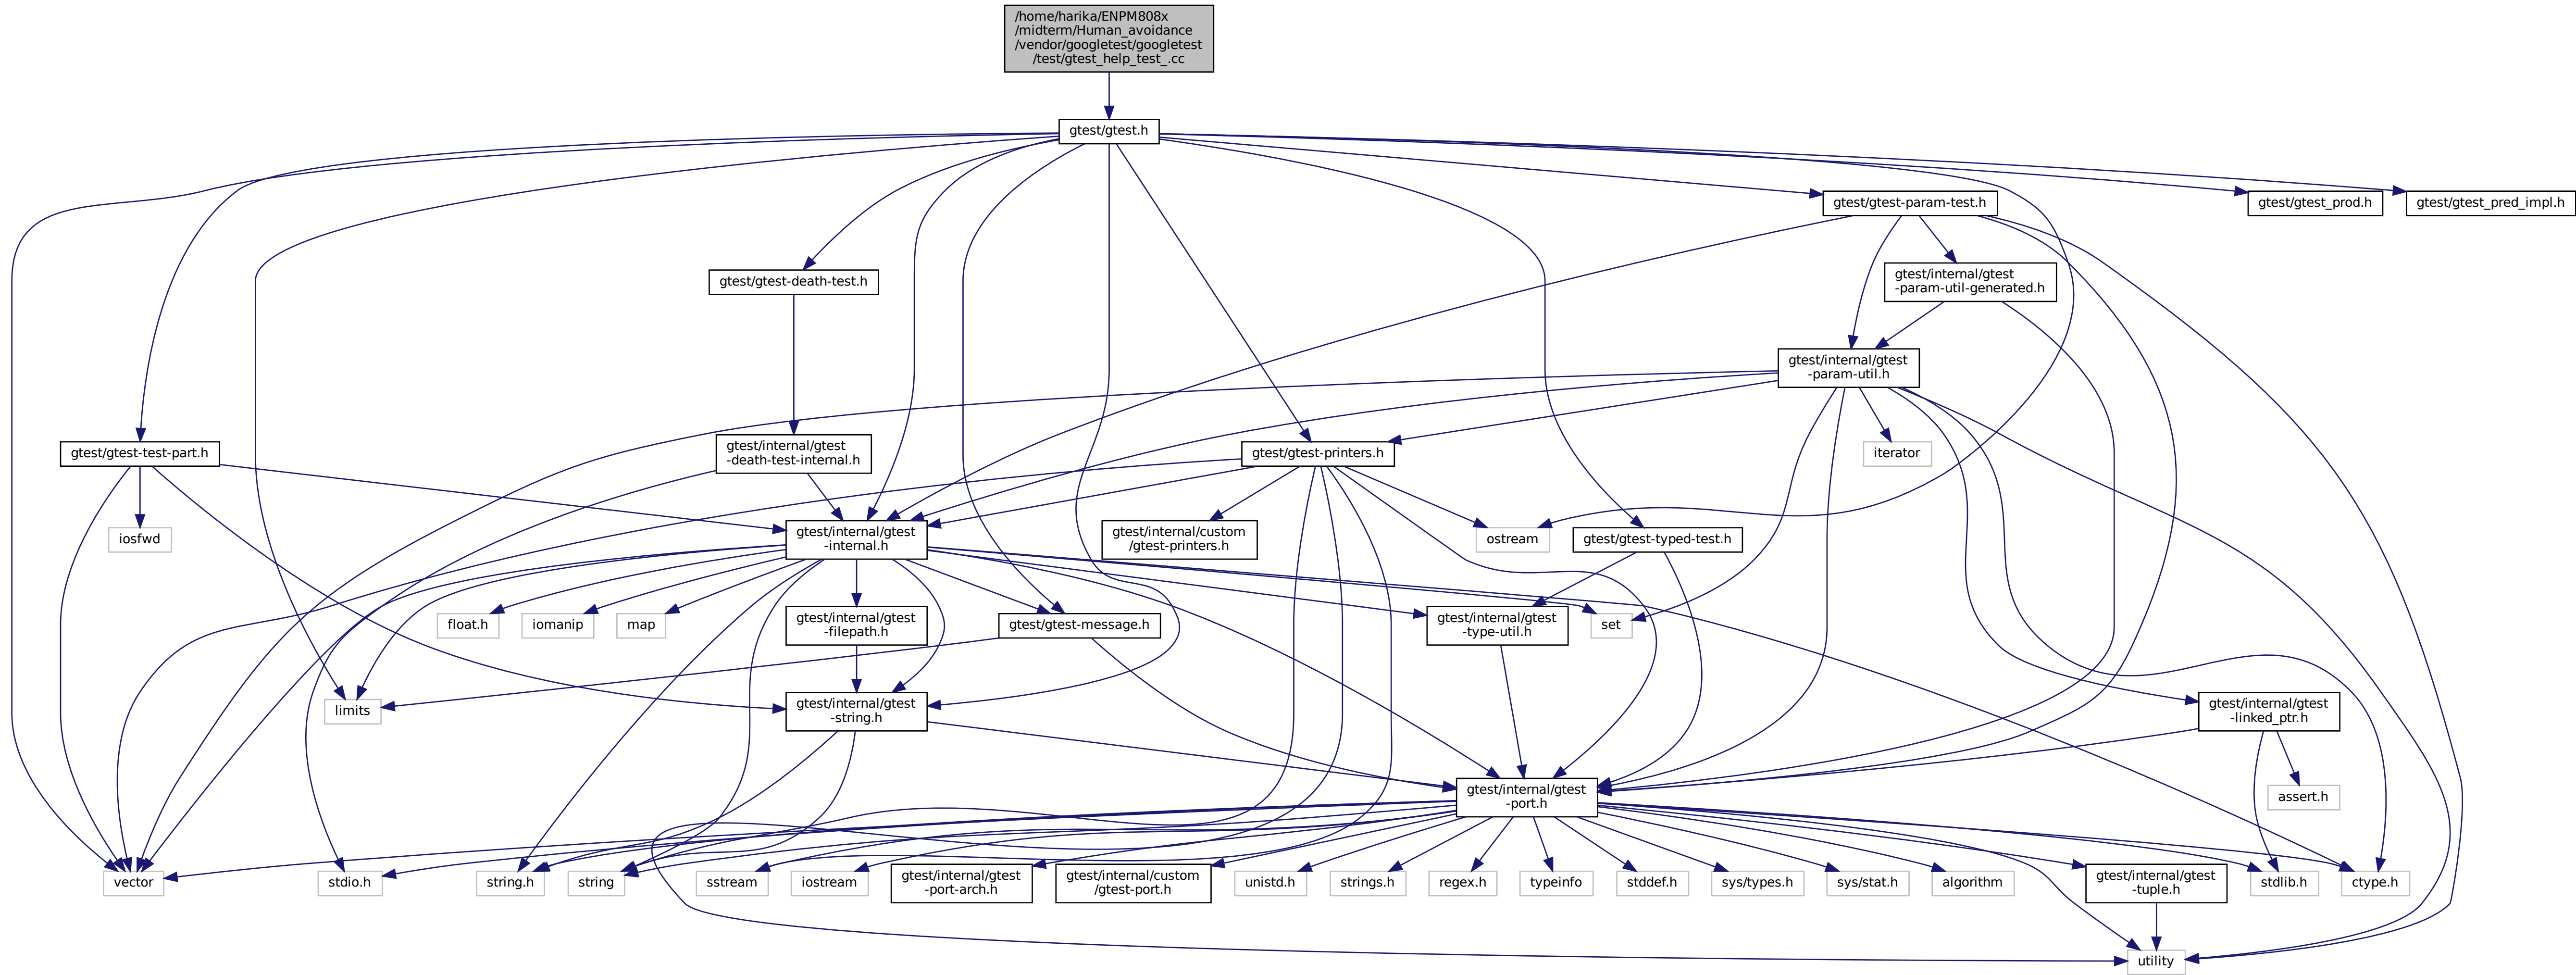 /home/harika/ENPM808x
/midterm/Human_avoidance
/vendor/googletest/googletest
/test/gtest_help_test_.cc
gtest/gtest.h
gtest/gtest-param-test.h
gtest/gtest_prod.h
gtest/gtest_pred_impl.h
gtest/gtest-death-test.h
gtest/internal/gtest
-param-util-generated.h
gtest/internal/gtest
-param-util.h
gtest/gtest-test-part.h
gtest/internal/gtest
-death-test-internal.h
gtest/gtest-printers.h
iterator
iosfwd
gtest/internal/gtest
-internal.h
gtest/internal/custom
/gtest-printers.h
ostream
gtest/gtest-typed-test.h
float.h
iomanip
map
gtest/internal/gtest
-filepath.h
gtest/gtest-message.h
gtest/internal/gtest
-type-util.h
set
limits
gtest/internal/gtest
-string.h
gtest/internal/gtest
-linked_ptr.h
gtest/internal/gtest
-port.h
assert.h
vector
stdio.h
string.h
string
sstream
iostream
gtest/internal/gtest
-port-arch.h
gtest/internal/custom
/gtest-port.h
unistd.h
strings.h
regex.h
typeinfo
stddef.h
sys/types.h
sys/stat.h
algorithm
gtest/internal/gtest
-tuple.h
stdlib.h
ctype.h
utility